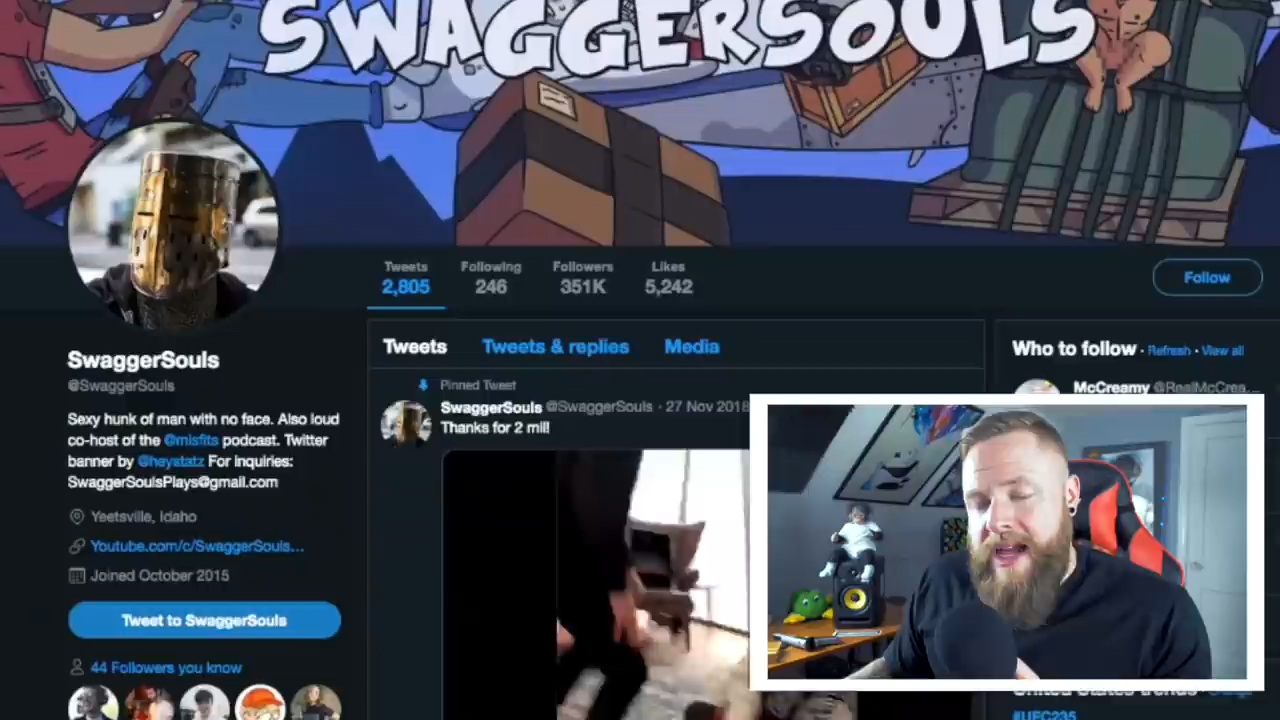 SWAGGERSOULS
Tweets
2,805
Following
246
Followers
351K
Likes
5,242
Follow
SwaggerSouls
@SwaggerSouls
Sexy hunk of man with no face. Also loud
co-host of the @misfits podcast. Twitter
banner by @heystatz For inquiries:
SwaggerSoulsPlays@gmail.com
Yeetsville, Idaho
Youtube.com/c/SwaggerSouls...
Joined October 2015
Tweet to SwaggerSouls
44 Followers you know
Tweets Tweets & replies Media
Pinned Tweet
SwaggerSouls @SwaggerSouls · 27 Nov 2018
Thanks for 2 mil!
Who to follow · Refresh · View all
McCreamy @RealMcCrea...
United States trends ·
#UFC235